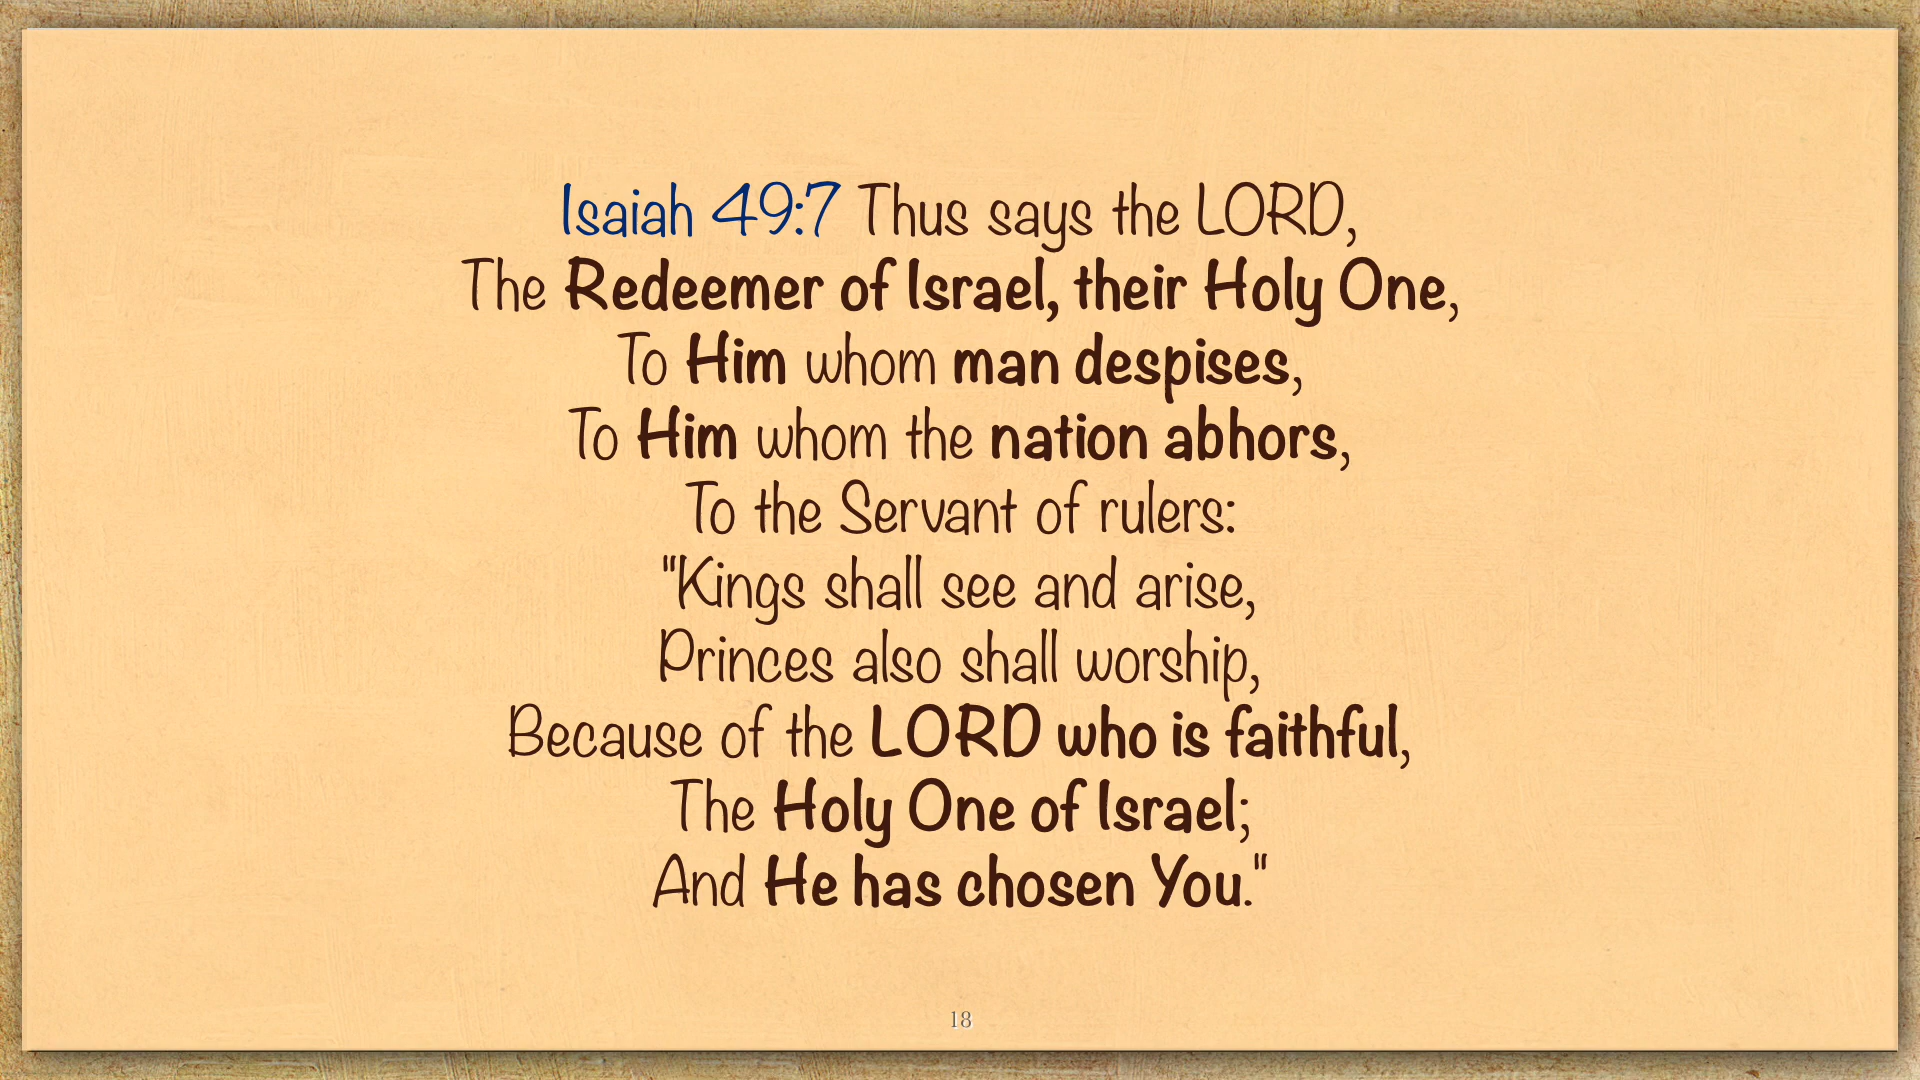 Isaiah 49:7 Thus says the LORD,
The Redeemer of Israel, their Holy One,
To Him whom man despises,
To Him whom the nation abhors,
To the Servant of rulers:
"Kings shall see and arise,
Princes also shall worship,
Because of the LORD who is faithful,
The Holy One of Israel;
And He has chosen You."
18